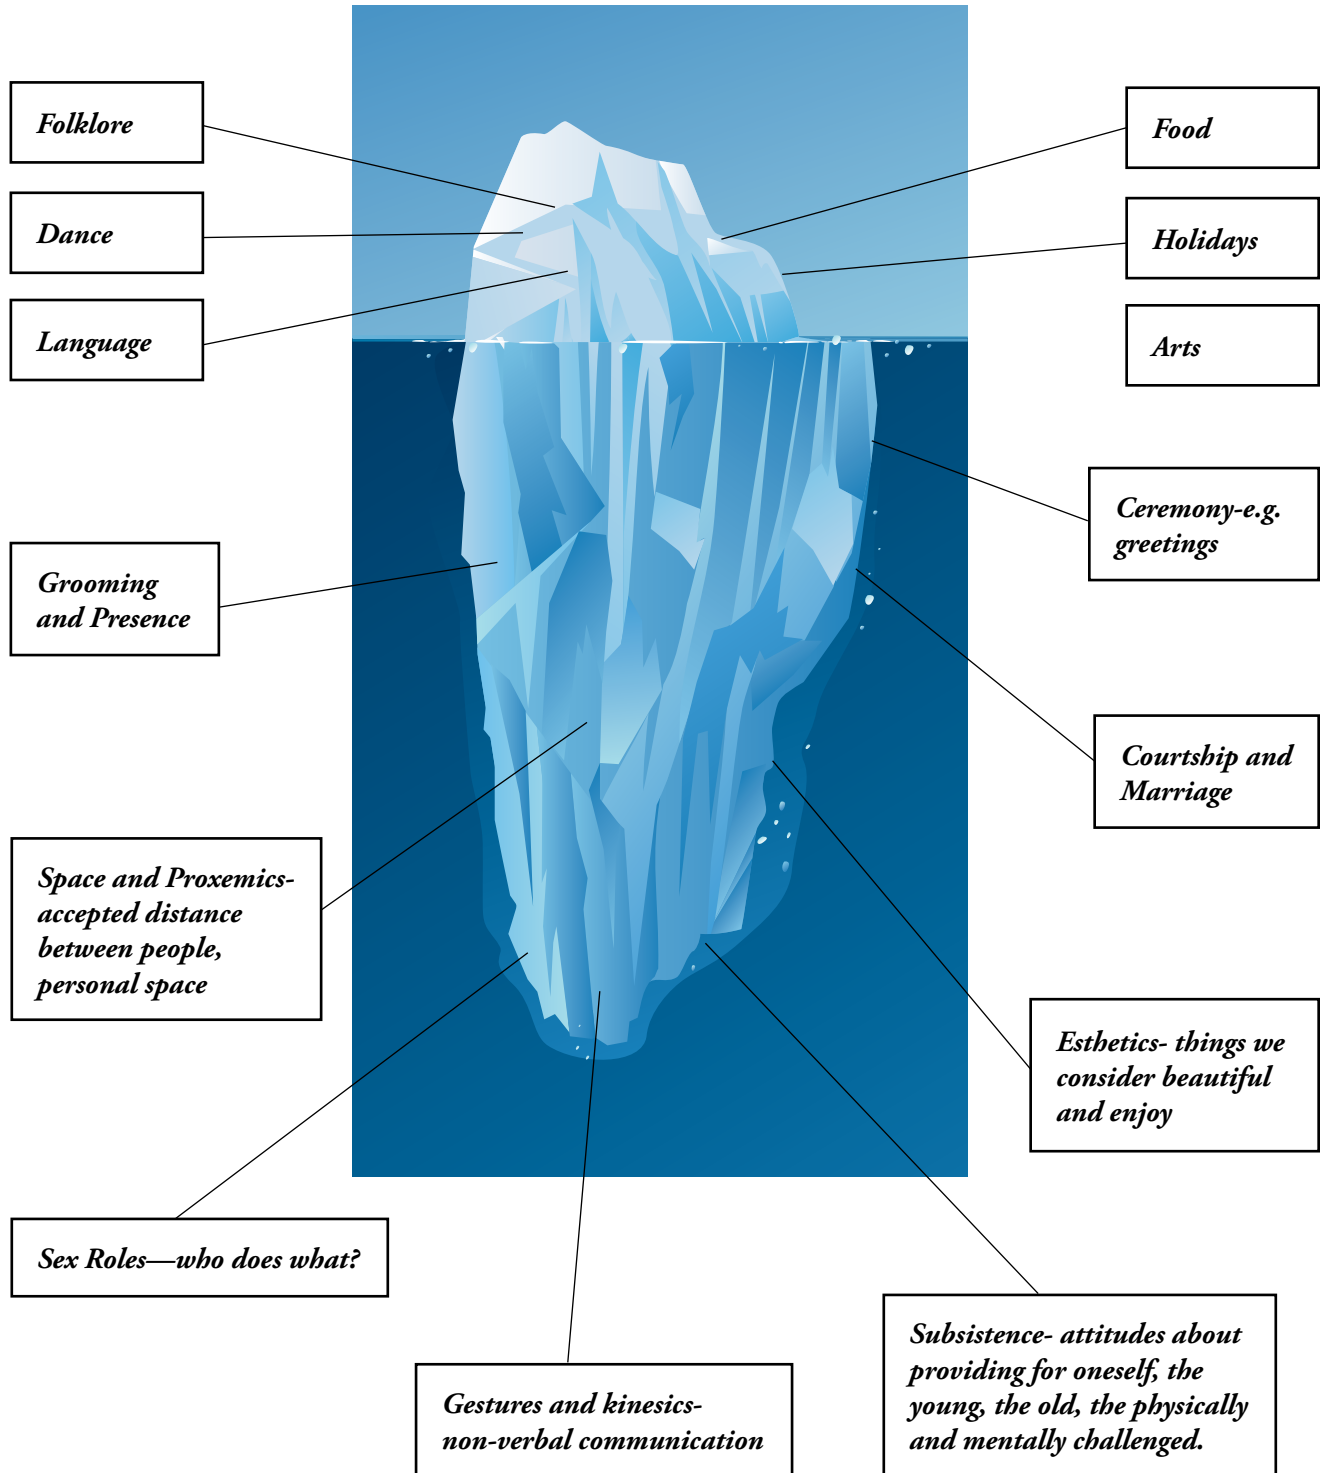 Folklore
Food
Dance
Holidays
Language
Arts
Ceremony-e.g.
greetings
Grooming
and Presence
Courtship and
Marriage
Space and Proxemics-
accepted distance
between people,
personal space
Esthetics- things we
consider beautiful
and enjoy
Sex Roles—who does what?
Subsistence- attitudes about
providing for oneself, the
young, the old, the physically
and mentally challenged.
Gestures and kinesics-
non-verbal communication